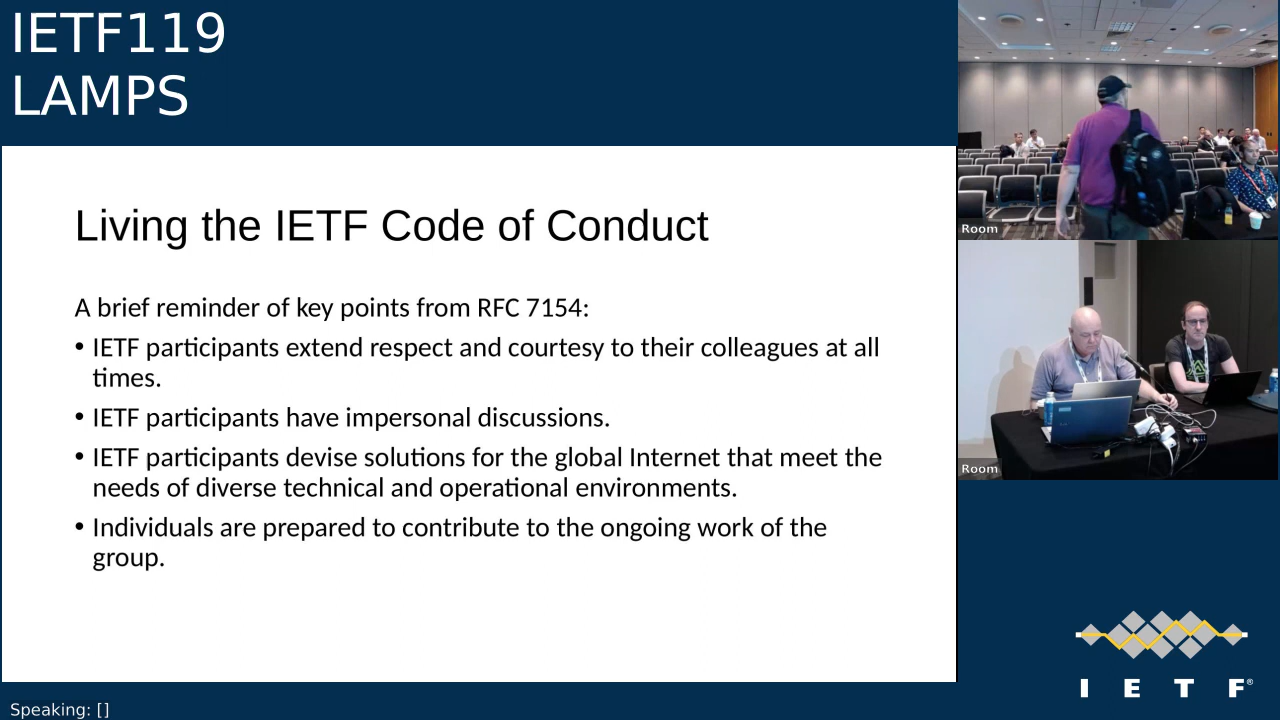 IETF119
LAMPS
Living the IETF Code of Conduct
A brief reminder of key points from RFC 7154:
• IETF participants extend respect and courtesy to their colleagues at all
times.
• IETF participants have impersonal discussions.
• IETF participants devise solutions for the global Internet that meet the
needs of diverse technical and operational environments.
• Individuals are prepared to contribute to the ongoing work of the
group.
Room
Room
I E T F®
Speaking: []